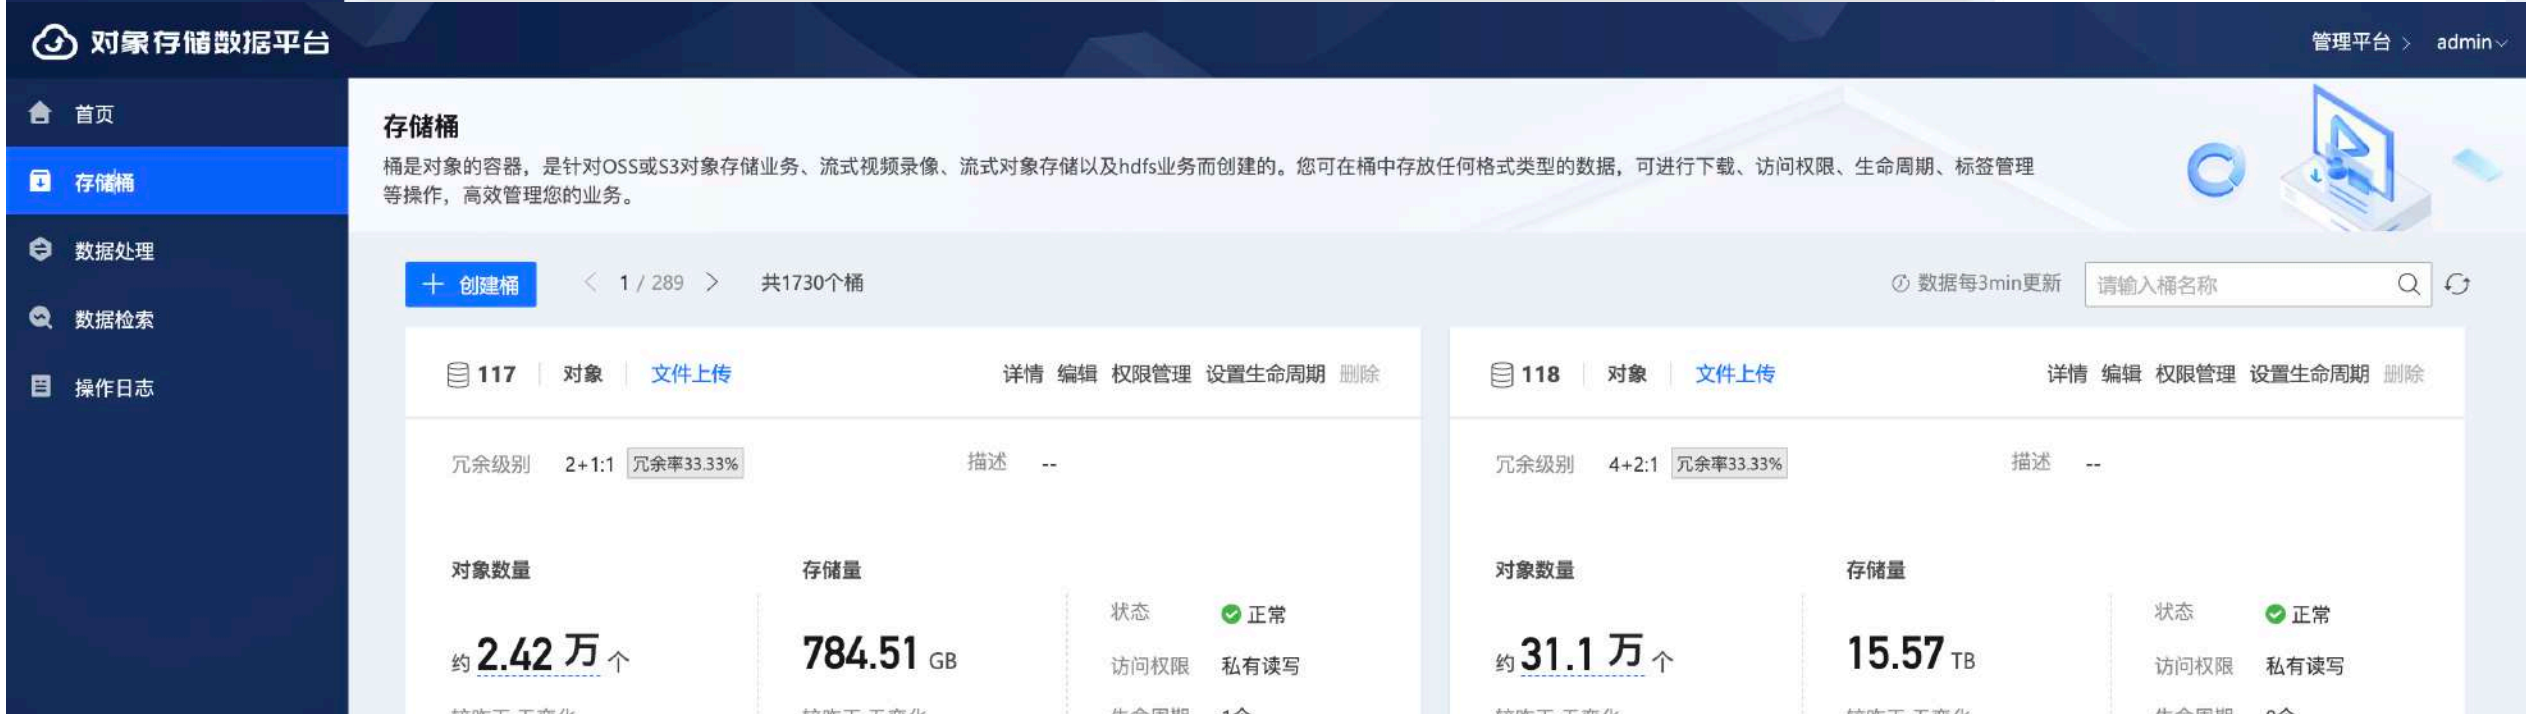 对象存储数据平台
管理平台 > admin
首页
存储桶
数据处理
数据检索
操作日志
存储桶
桶是对象的容器，是针对OSS或S3对象存储业务、流式视频录像、流式对象存储以及hdfs业务而创建的。您可在桶中存放任何格式类型的数据，可进行下载、访问权限、生命周期、标签管理
等操作，高效管理您的业务。
+ 创建桶 < 1 / 289 > 共1730个桶 数据每3min更新 请输入桶名称
117 对象 文件上传 详情 编辑 权限管理 设置生命周期 删除
冗余级别 2+1:1 冗余率33.33% 描述 --
对象数量 存储量
约 2.42 万 个 784.51 GB
状态 正常
访问权限 私有读写
118 对象 文件上传 详情 编辑 权限管理 设置生命周期 删除
冗余级别 4+2:1 冗余率33.33% 描述 --
对象数量 存储量
约 31.1 万 个 15.57 TB
状态 正常
访问权限 私有读写